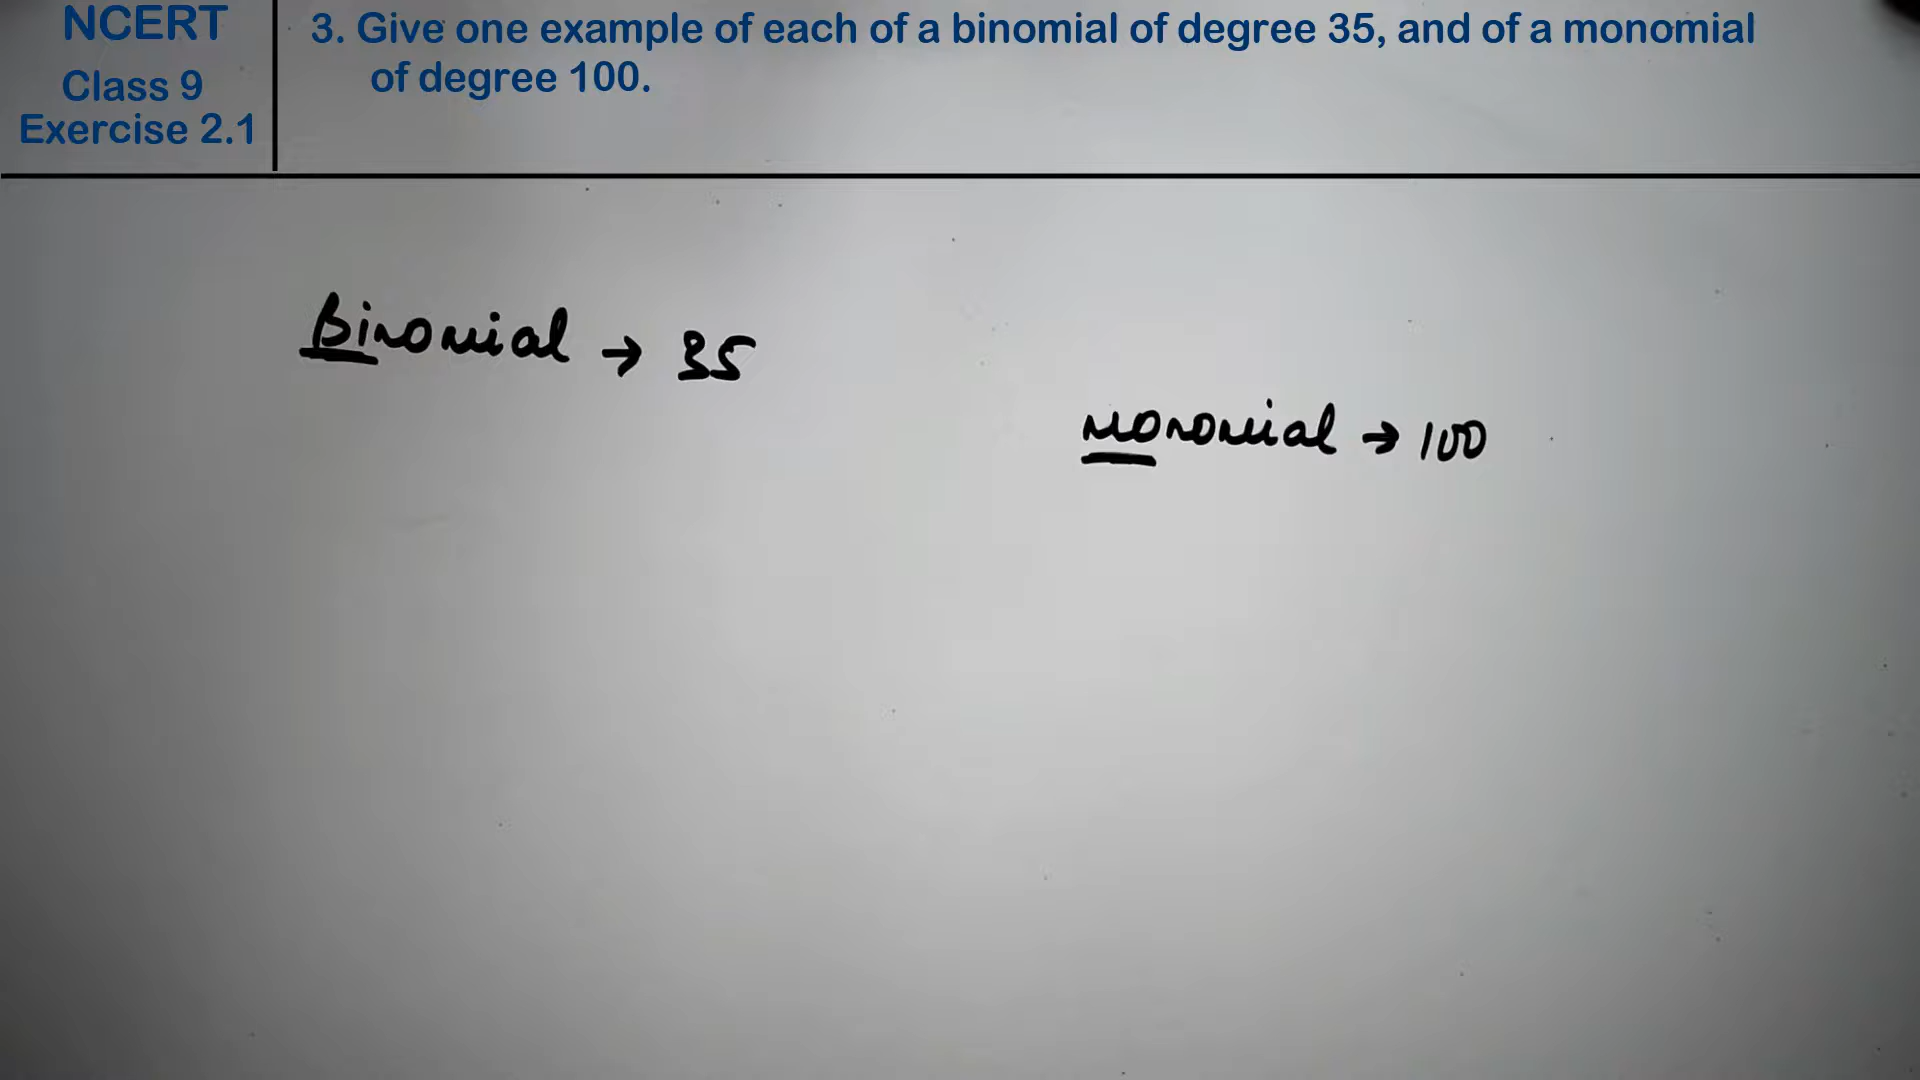 NCERT
Class 9
Exercise 2.1
3. Give one example of each of a binomial of degree 35, and of a monomial
of degree 100.
Binomial → 35
Monomial → 100